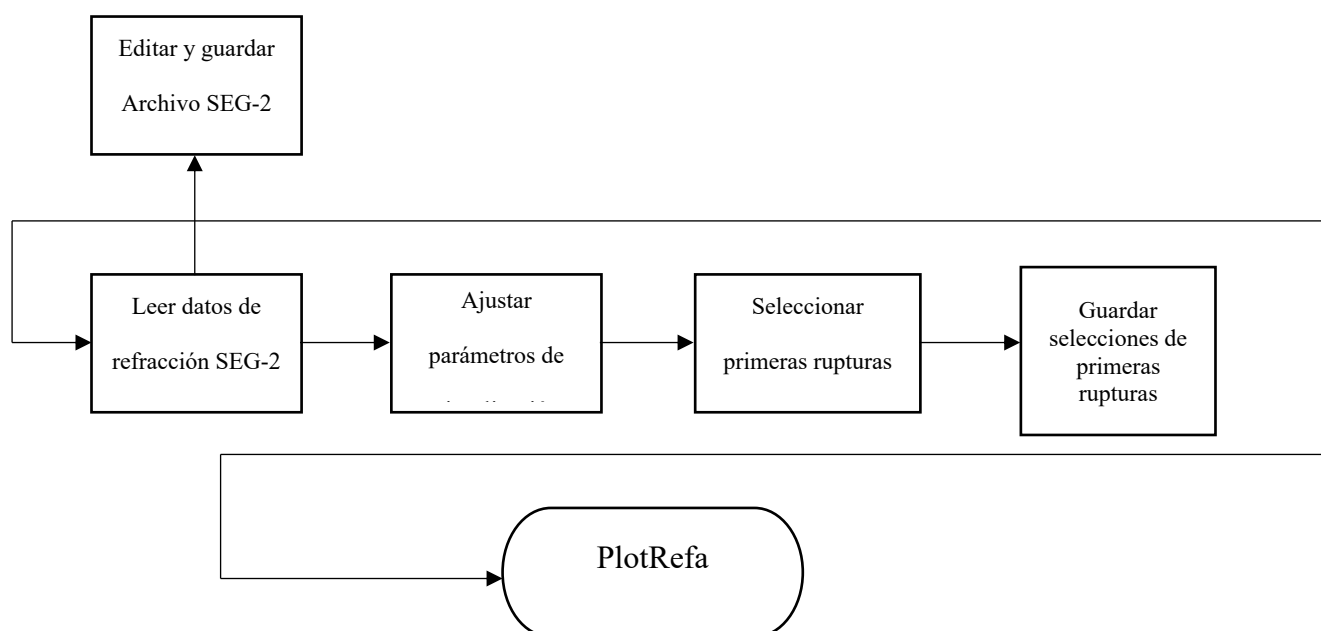 Editar y guardar
Archivo SEG-2
Leer datos de
refracción SEG-2
Ajustar
parámetros de
Seleccionar
primeras rupturas
Guardar
selecciones de
primeras
rupturas
PlotRefa